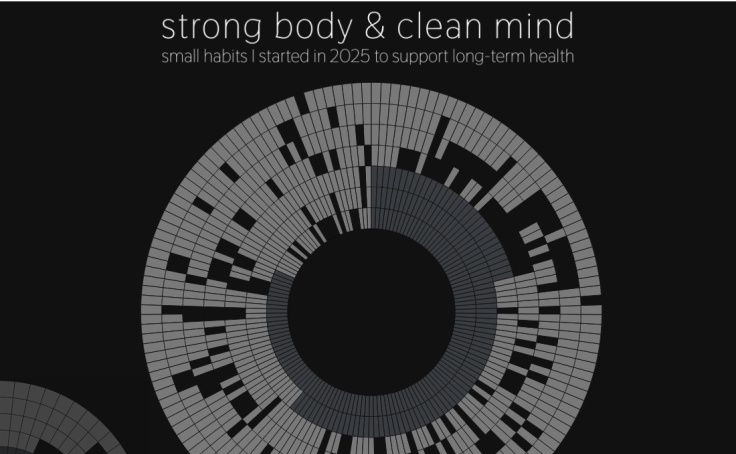 strong body & clean mind
small habits I started in 2025 to support long-term health